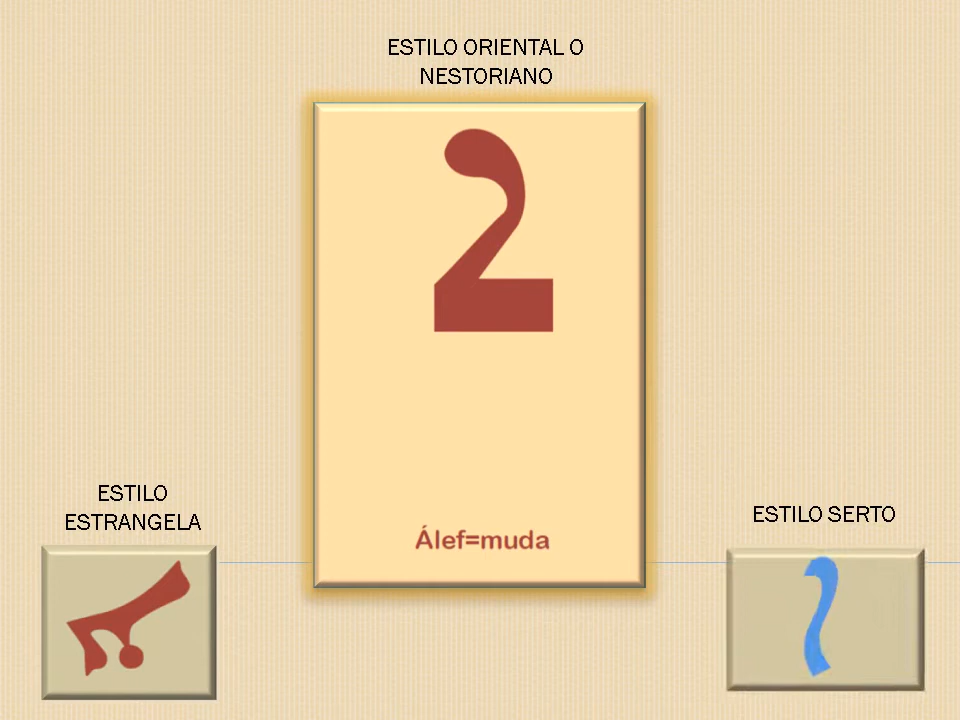 ESTILO ORIENTAL O
NESTORIANO
ܐ
Álef=muda
ESTILO
ESTRANGELA
ܐ
ESTILO SERTO
ܐ